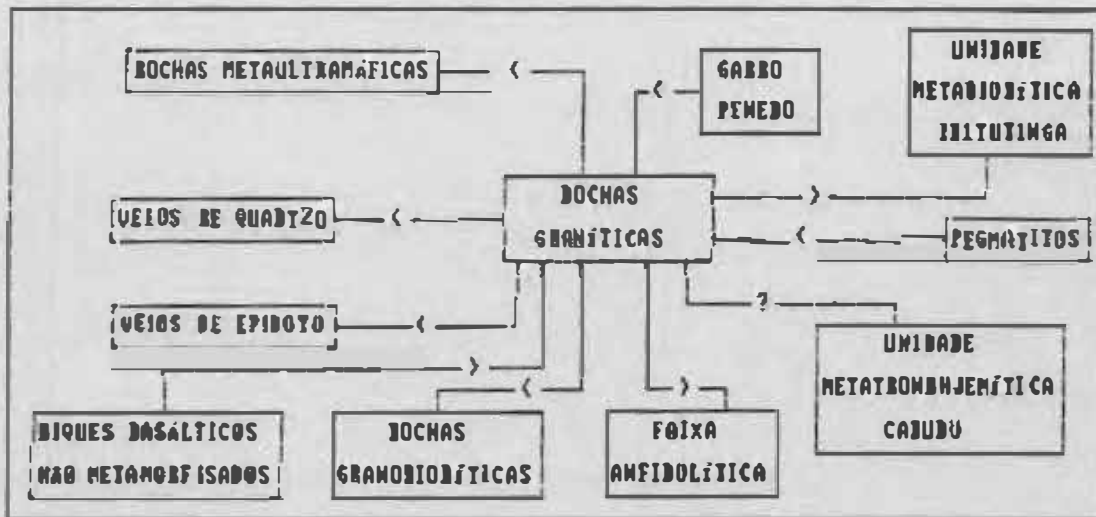 ROCHAS METAULTRAMÁFICAS
GABRO
PENEDO
UNIDADE
METADIORÍTICA
IBITUTINGA
ROCHAS
GRANÍTICAS
VEIOS DE QUARTZO
PEGMATITOS
VEIOS DE EPIDOTO
?
UNIDADE
METATRONDHJEMÍTICA
CABURU
DIQUES BASÁLTICOS
NÃO METAMORFISADOS
ROCHAS
GRANODIORÍTICAS
FAIXA
ANFIBOLÍTICA